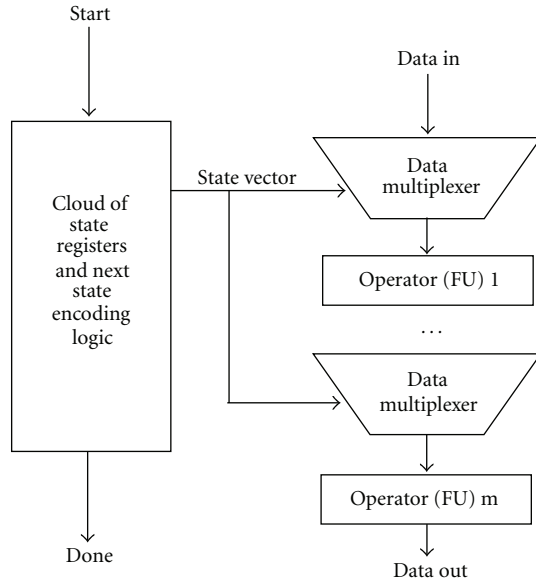 Start
Data in
Data
multiplexer
State vector
Cloud of
state
registers
and next
state
encoding
logic
Operator (FU) 1
...
Data
multiplexer
Operator (FU) m
Done
Data out